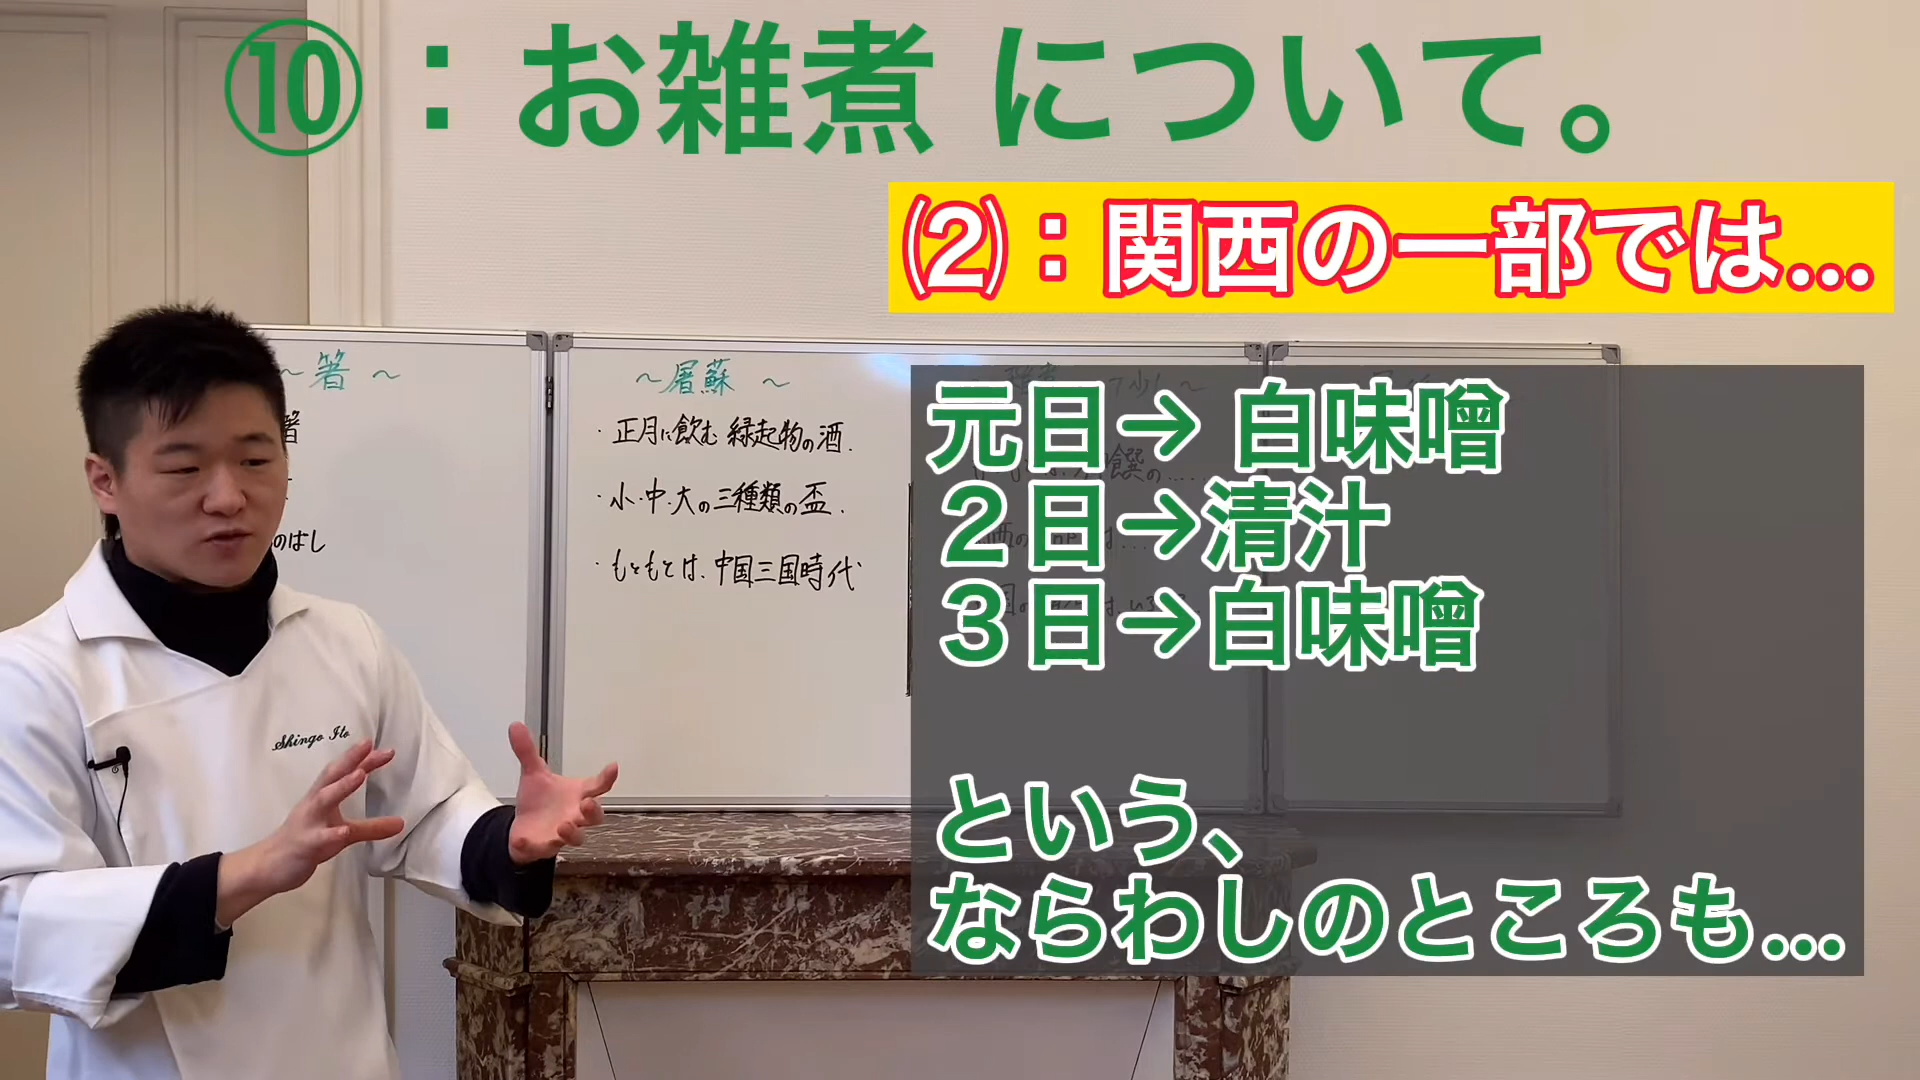 ⑩：お雑煮 について。
⑵：関西の一部では...
元日→ 白味噌
２日→清汁
３日→白味噌
という、
ならわしのところも...
～箸～
箸
のはし
～屠蘇～
・正月に飲む縁起物の酒.
・小・中・大の三種類の盃.
・もともとは、中国三国時代
Shingo Ito